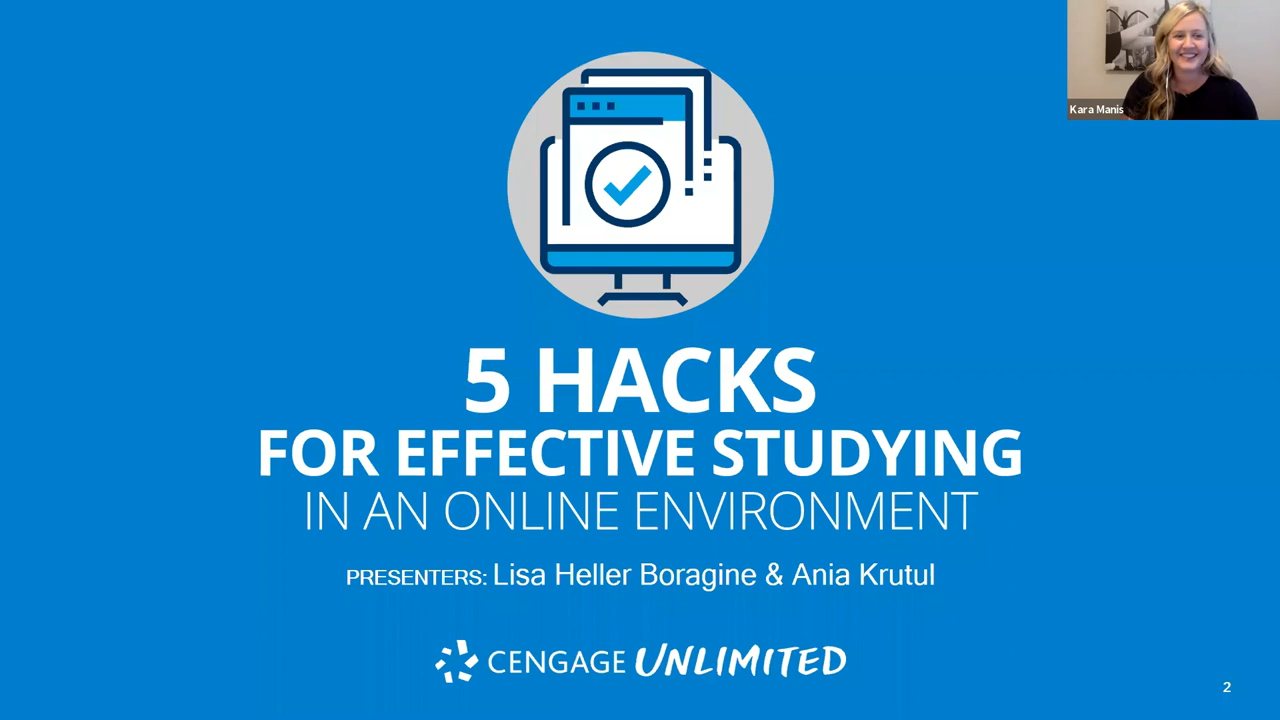 Kara Manis
5 HACKS
FOR EFFECTIVE STUDYING
IN AN ONLINE ENVIRONMENT
PRESENTERS: Lisa Heller Boragine & Ania Krutul
CENGAGE UNLIMITED
2